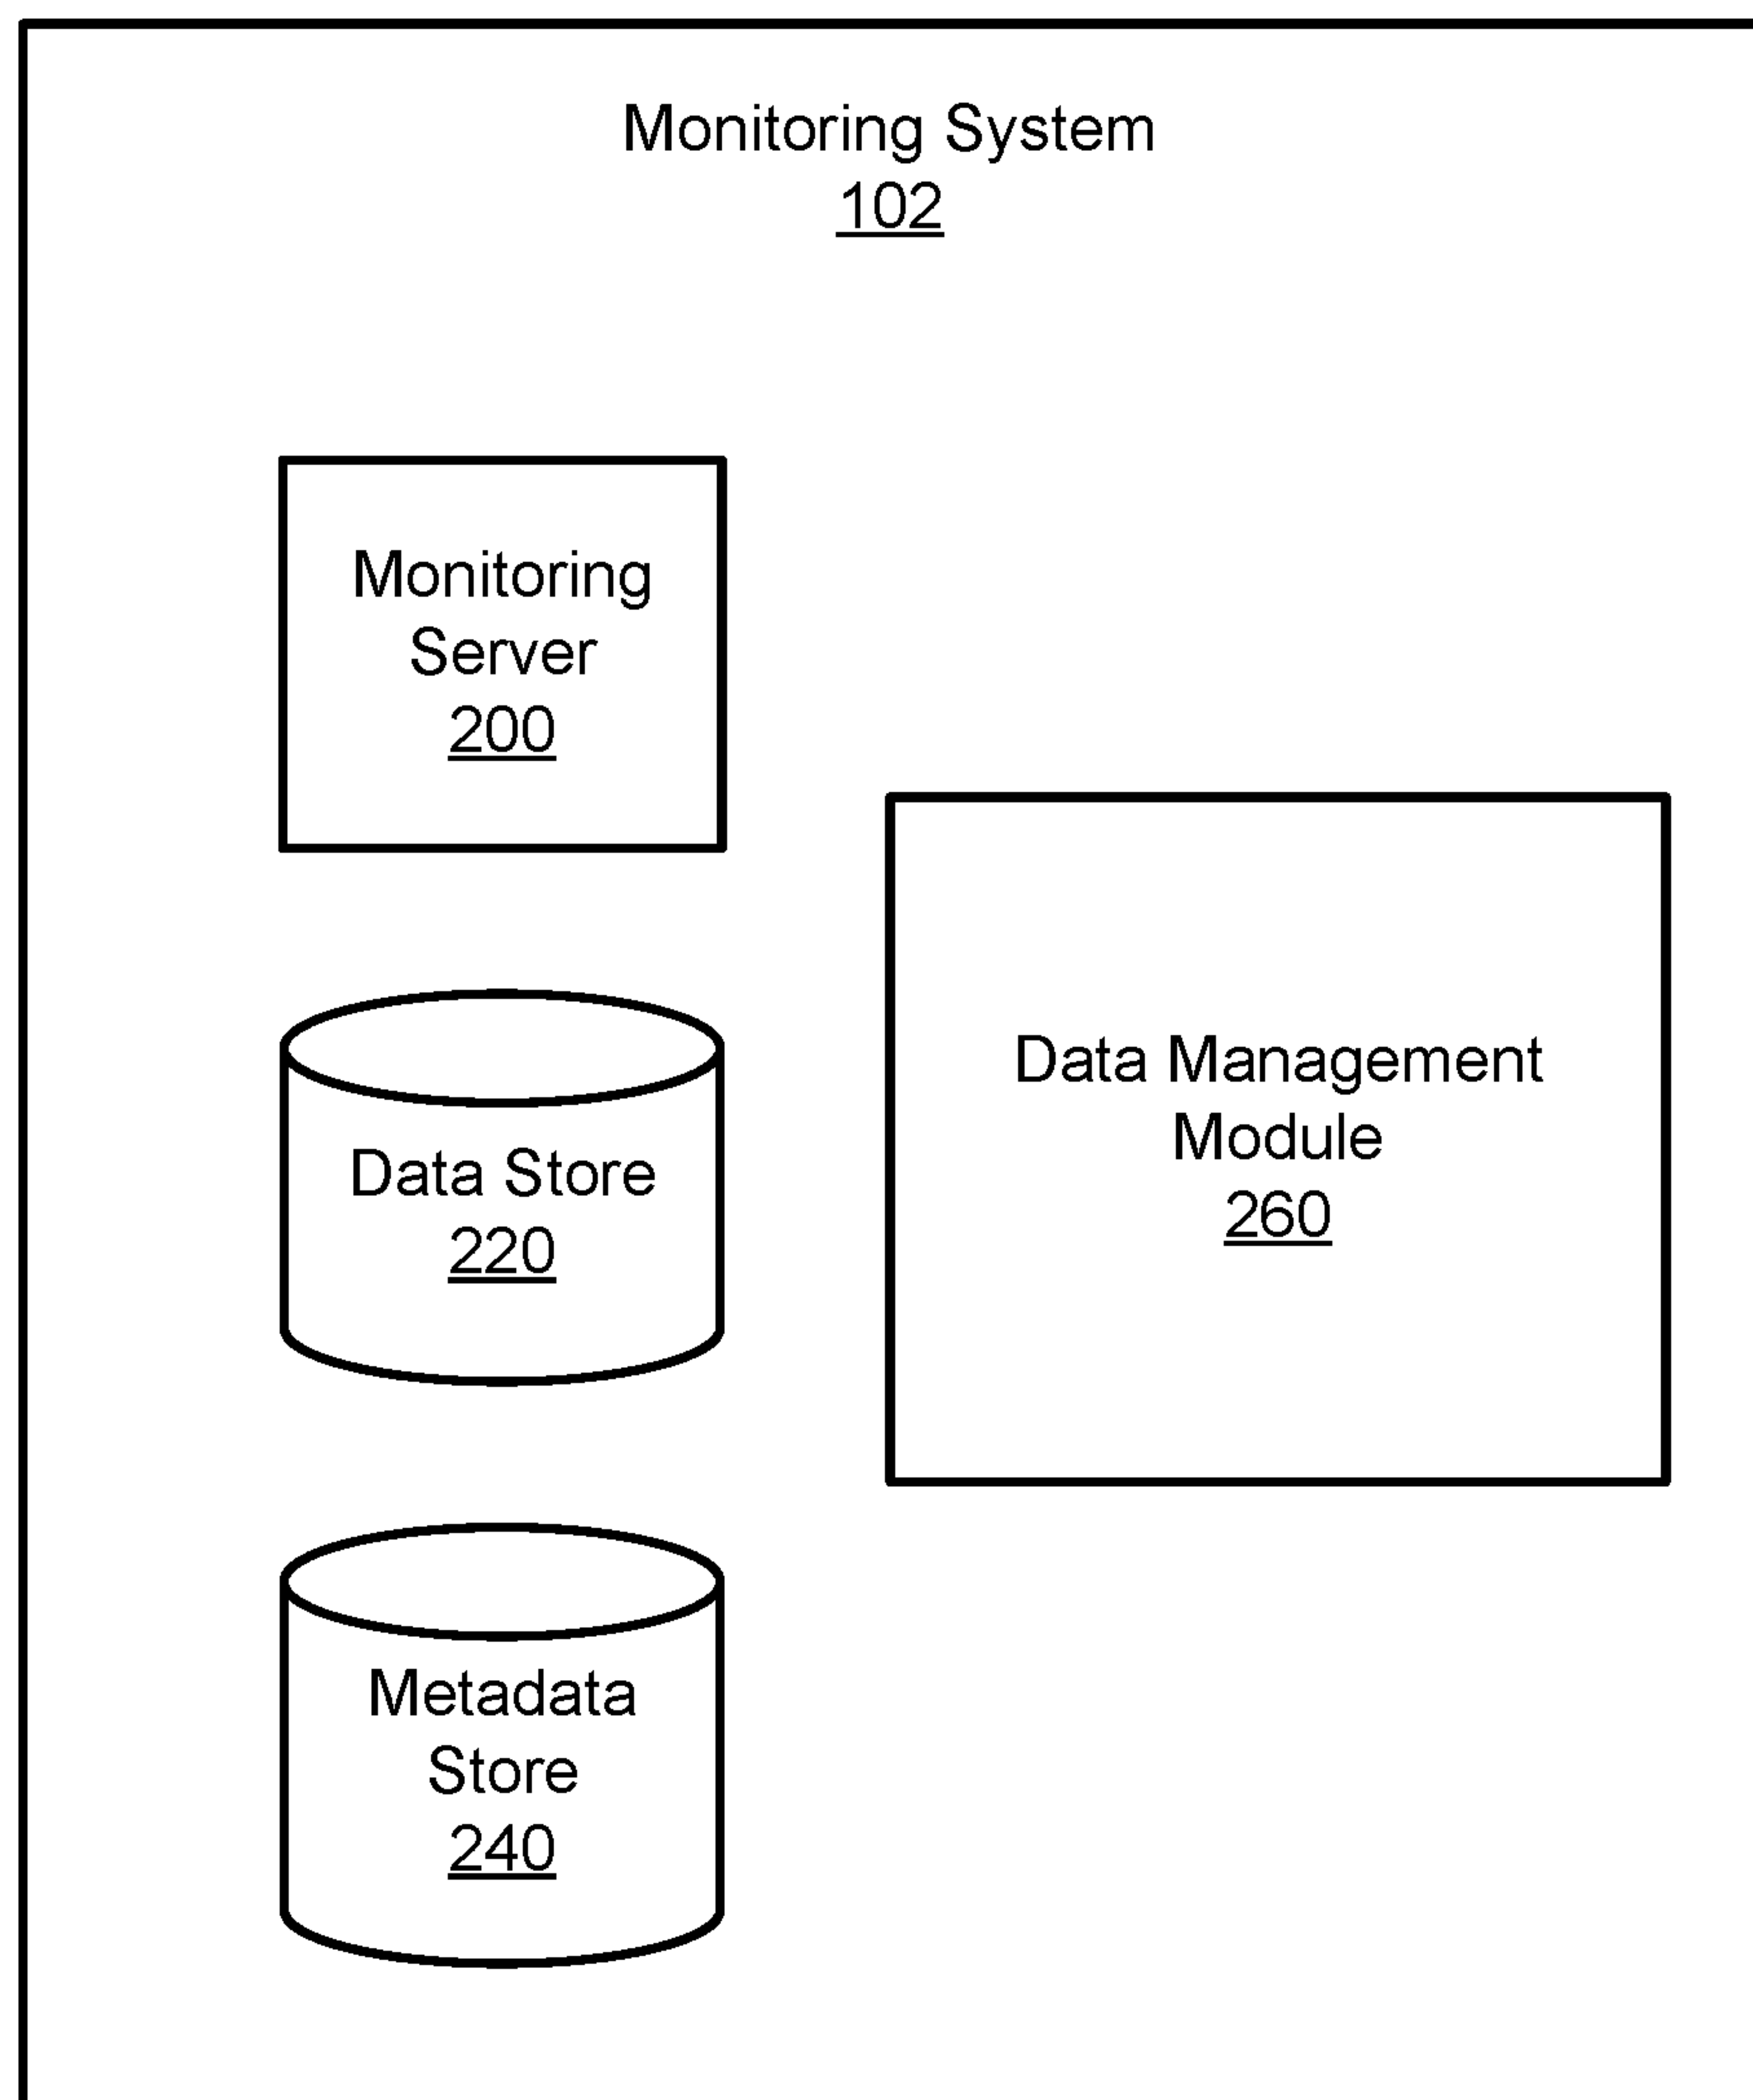 Monitoring System
102
Monitoring
Server
200
Data Store
220
Metadata
Store
240
Data Management
Module
260